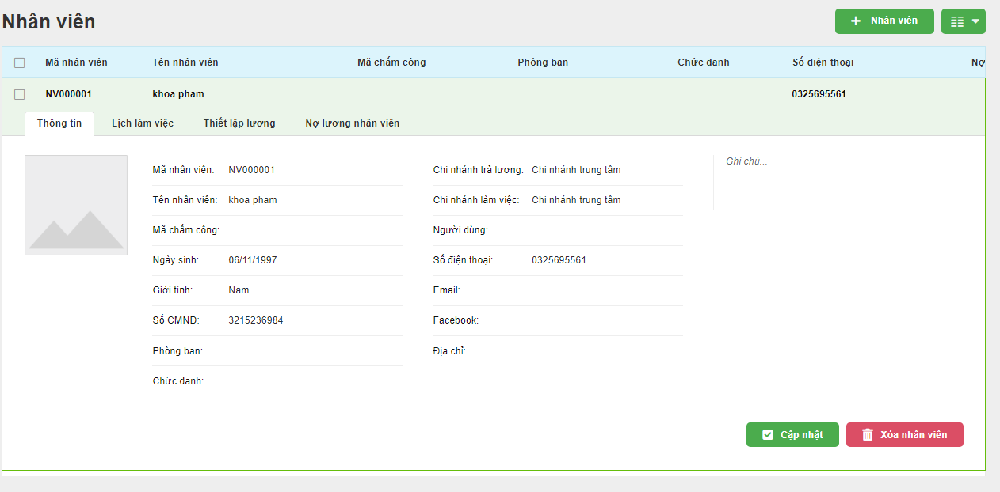 Nhân viên
Nhân viên
Mã nhân viên Tên nhân viên Mã chấm công Phòng ban Chức danh Số điện thoại Nợ
NV000001 khoa pham 0325695561
Thông tin Lịch làm việc Thiết lập lương Nợ lương nhân viên
Mã nhân viên: NV000001 Chi nhánh trả lương: Chi nhánh trung tâm Ghi chú...
Tên nhân viên: khoa pham Chi nhánh làm việc: Chi nhánh trung tâm
Mã chấm công: Người dùng:
Ngày sinh: 06/11/1997 Số điện thoại: 0325695561
Giới tính: Nam Email:
Số CMND: 3215236984 Facebook:
Phòng ban: Địa chỉ:
Chức danh:
Cập nhật Xóa nhân viên